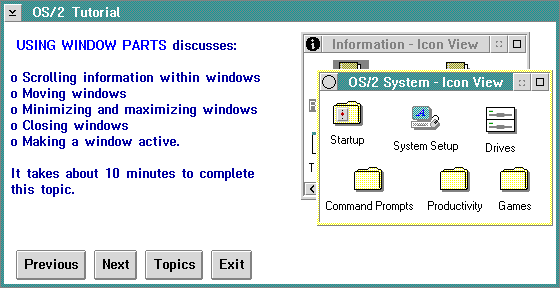 OS/2 Tutorial
USING WINDOW PARTS discusses:
o Scrolling information within windows
o Moving windows
o Minimizing and maximizing windows
o Closing windows
o Making a window active.
It takes about 10 minutes to complete
this topic.
Previous
Next
Topics
Exit
Information - Icon View
OS/2 System - Icon View
Startup
System Setup
Drives
Command Prompts
Productivity
Games